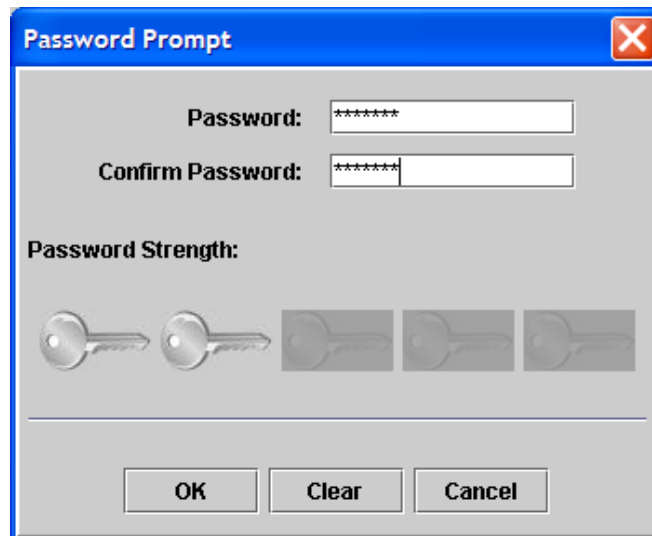 Password Prompt
Password: *******
Confirm Password: *******
Password Strength:
OK Clear Cancel